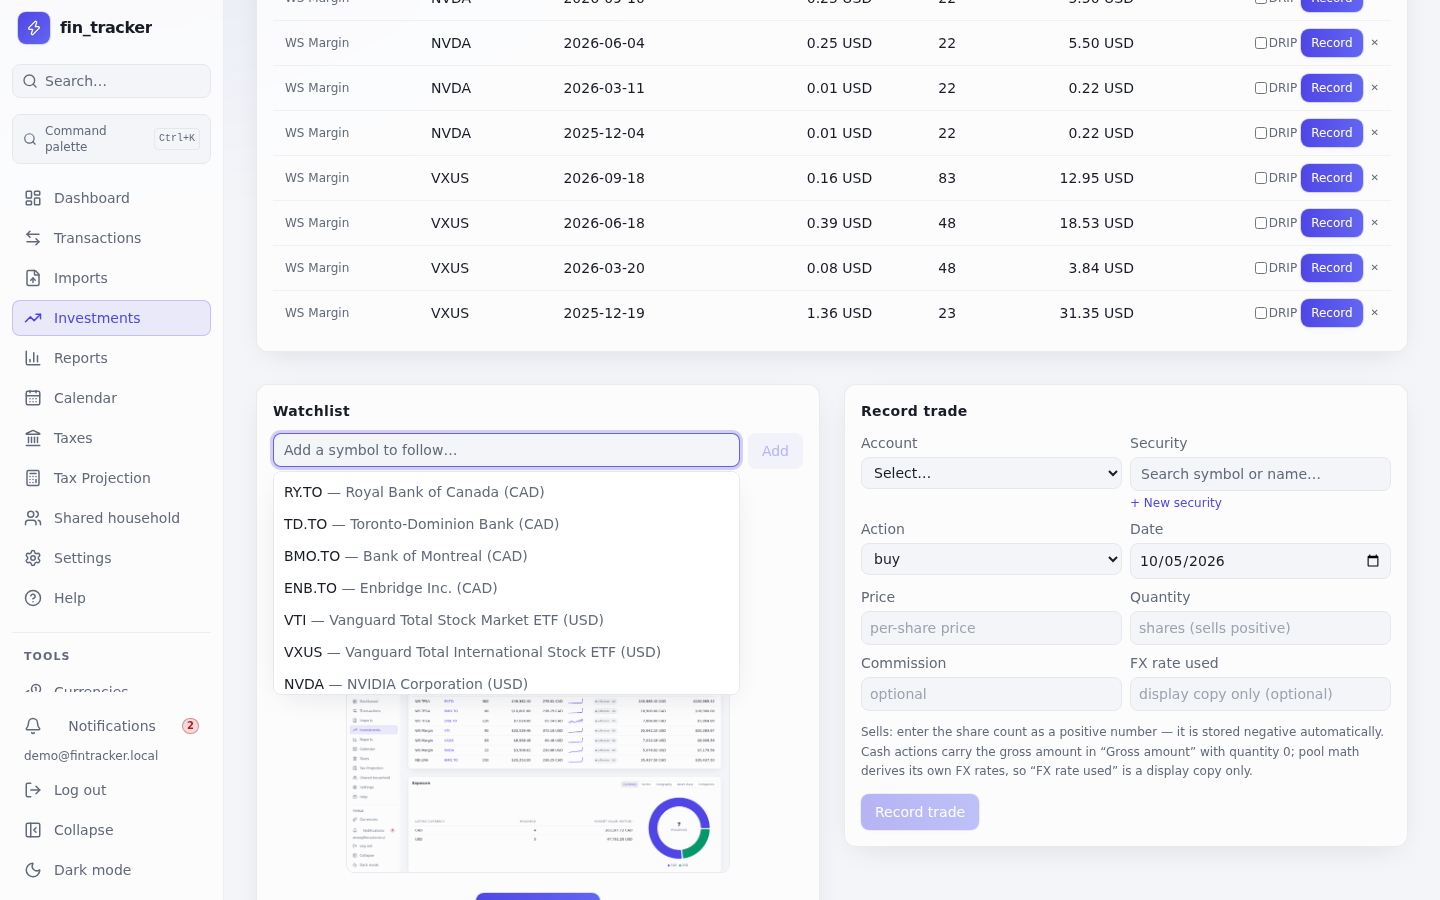 fin_tracker
Search…
Command palette Ctrl+K
Dashboard
Transactions
Imports
Investments
Reports
Calendar
Taxes
Tax Projection
Shared household
Settings
Help
TOOLS
Currencies
Notifications 2
demo@fintracker.local
Log out
Collapse
Dark mode
WS Margin NVDA 22 DRIP Record
WS Margin NVDA 2026-06-04 0.25 USD 22 5.50 USD DRIP Record ×
WS Margin NVDA 2026-03-11 0.01 USD 22 0.22 USD DRIP Record ×
WS Margin NVDA 2025-12-04 0.01 USD 22 0.22 USD DRIP Record ×
WS Margin VXUS 2026-09-18 0.16 USD 83 12.95 USD DRIP Record ×
WS Margin VXUS 2026-06-18 0.39 USD 48 18.53 USD DRIP Record ×
WS Margin VXUS 2026-03-20 0.08 USD 48 3.84 USD DRIP Record ×
WS Margin VXUS 2025-12-19 1.36 USD 23 31.35 USD DRIP Record ×
Watchlist
Add a symbol to follow… Add
RY.TO — Royal Bank of Canada (CAD)
TD.TO — Toronto-Dominion Bank (CAD)
BMO.TO — Bank of Montreal (CAD)
ENB.TO — Enbridge Inc. (CAD)
VTI — Vanguard Total Stock Market ETF (USD)
VXUS — Vanguard Total International Stock ETF (USD)
NVDA — NVIDIA Corporation (USD)
Record trade
Account Security
Select… Search symbol or name…
+ New security
Action Date
buy 10/05/2026
Price Quantity
per-share price shares (sells positive)
Commission FX rate used
optional display copy only (optional)
Sells: enter the share count as a positive number — it is stored negative automatically.
Cash actions carry the gross amount in “Gross amount” with quantity 0; pool math
derives its own FX rates, so “FX rate used” is a display copy only.
Record trade